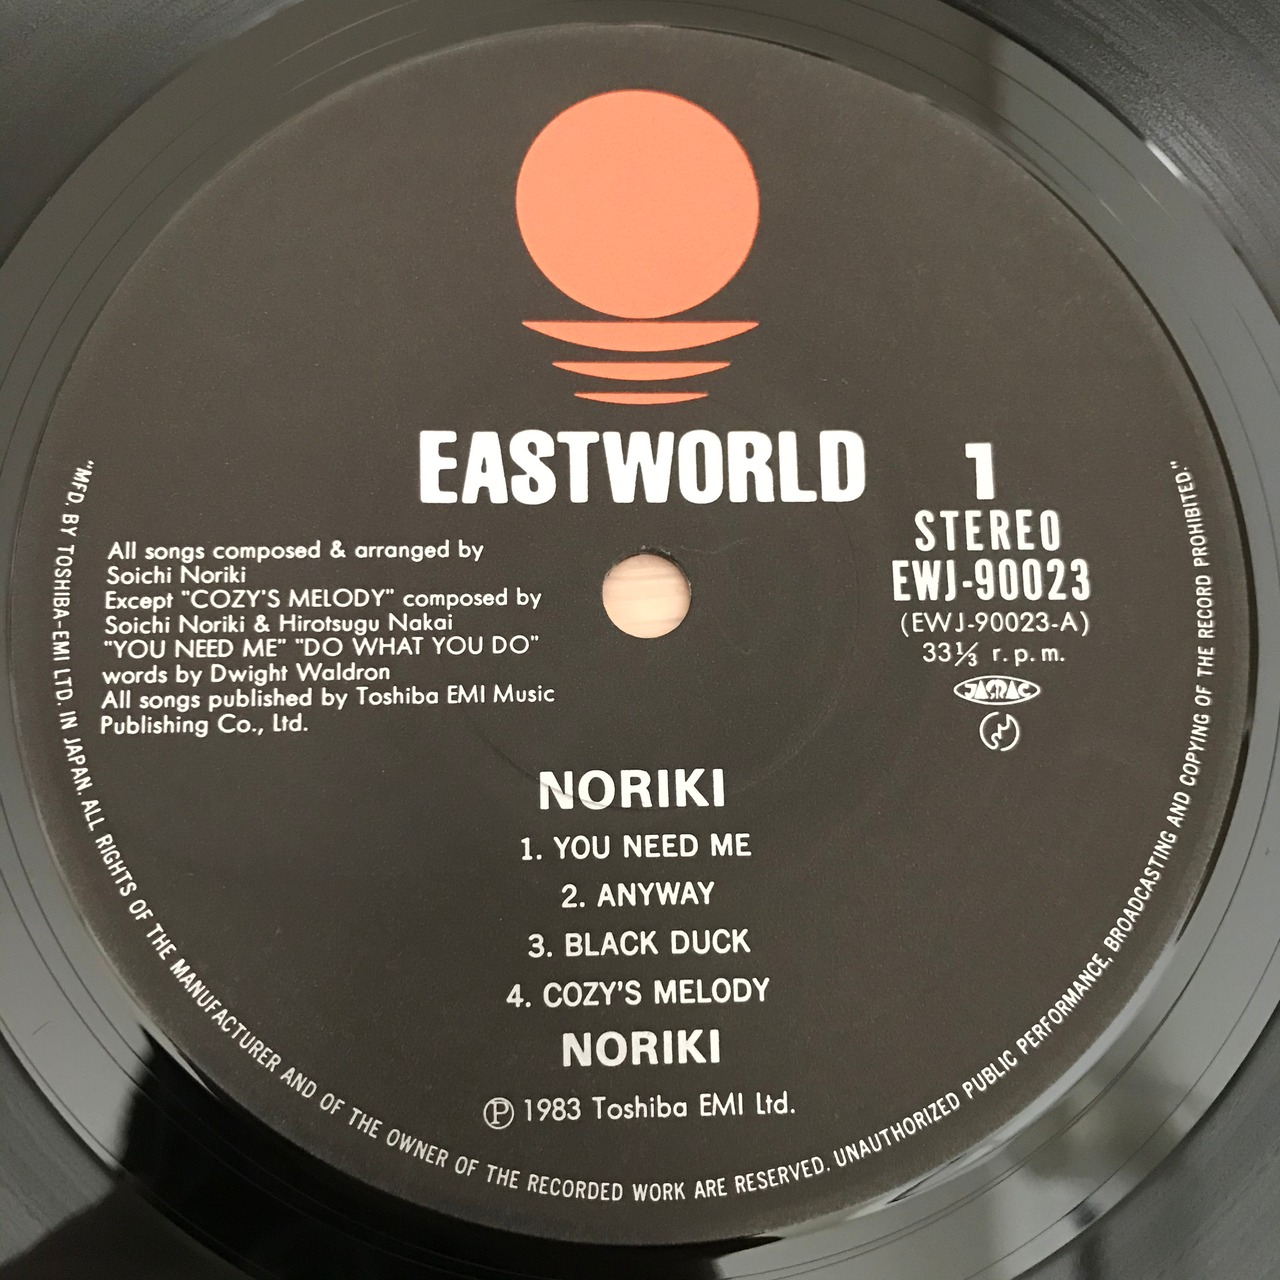 EASTWORLD
1
STEREO
EWJ-90023
(EWJ-90023-A)
33⅓ r.p.m.
JASRAC
All songs composed & arranged by
Soichi Noriki
Except "COZY'S MELODY" composed by
Soichi Noriki & Hirotsugu Nakai
"YOU NEED ME" "DO WHAT YOU DO"
words by Dwight Waldron
All songs published by Toshiba EMI Music
Publishing Co., Ltd.
NORIKI
1. YOU NEED ME
2. ANYWAY
3. BLACK DUCK
4. COZY'S MELODY
NORIKI
Ⓟ 1983 Toshiba EMI Ltd.
"MFD. BY TOSHIBA-EMI LTD. IN JAPAN. ALL RIGHTS OF THE MANUFACTURER AND OF THE OWNER OF THE RECORDED WORK ARE RESERVED. UNAUTHORIZED PUBLIC PERFORMANCE, BROADCASTING AND COPYING OF THE RECORD PROHIBITED."